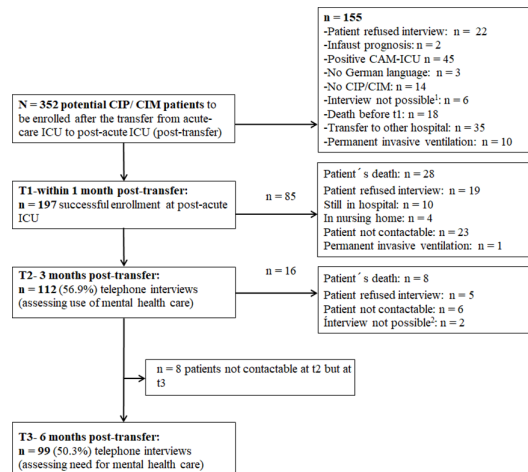 n = 155
-Patient refused interview: n = 22
-Infaust prognosis: n = 2
-Positive CAM-ICU n = 45
-No German language: n = 3
-No CIP/CIM: n = 14
-Interview not possible¹: n = 6
-Death before t1: n = 18
-Transfer to other hospital: n = 35
-Permanent invasive ventilation: n = 10
N = 352 potential CIP/ CIM patients to
be enrolled after the transfer from acute-
care ICU to post-acute ICU (post-transfer)
T1-within 1 month post-transfer:
n = 197 successful enrollment at post-acute
ICU
n = 85
Patient´s death: n = 28
Patient refused interview: n = 19
Still in hospital: n = 10
In nursing home: n = 4
Patient not contactable: n = 23
Permanent invasive ventilation: n = 1
T2- 3 months post-transfer:
n = 112 (56.9%) telephone interviews
(assessing use of mental health care)
n = 16
Patient´s death: n = 8
Patient refused interview: n = 5
Patient not contactable: n = 6
Ínterview not possible²: n = 2
n = 8 patients not contactable at t2 but at
t3
T3- 6 months post-transfer:
n = 99 (50.3%) telephone interviews
(assessing need for mental health care)